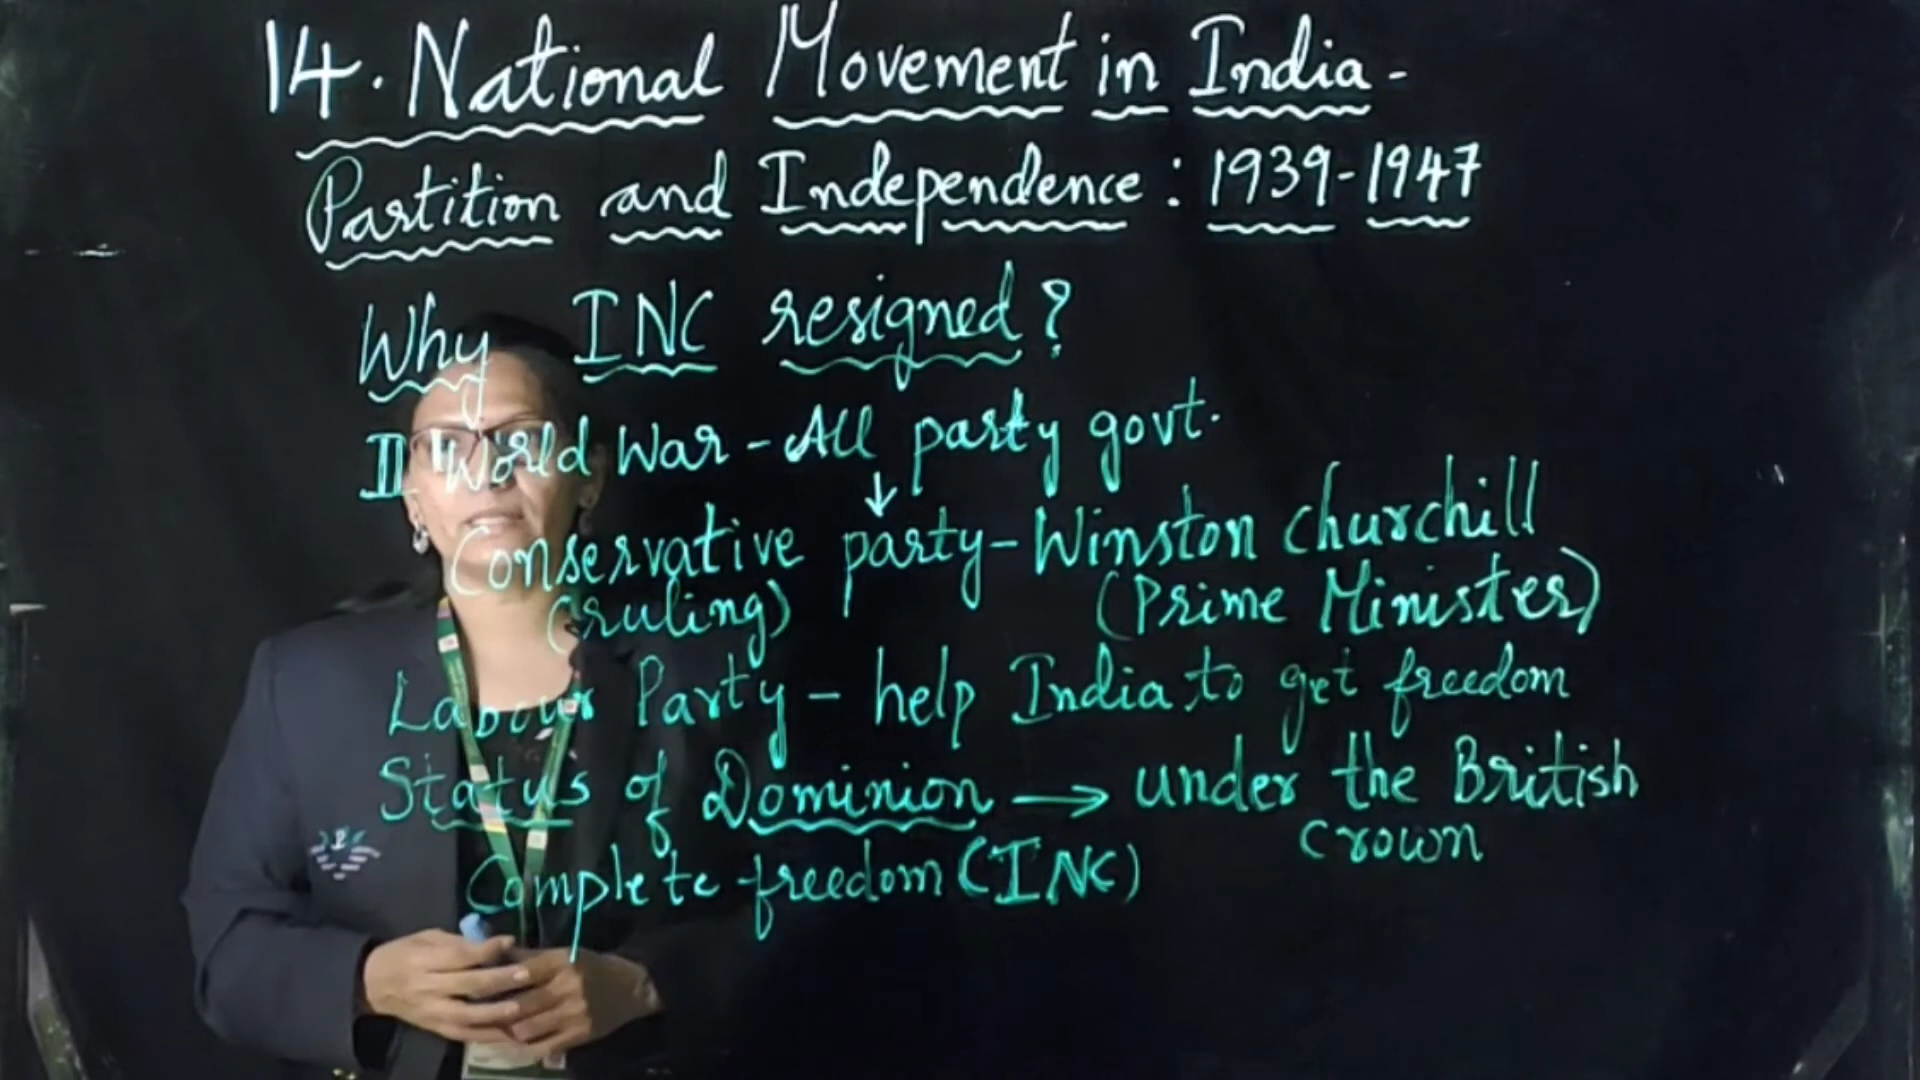 14. National Movement in India -
Partition and Independence : 1939-1947
Why INC resigned?
II World War - All party govt.
↓
Conservative party - Winston Churchill
(ruling) (Prime Minister)
Labour Party - help India to get freedom
Status of Dominion → under the British
Crown
Complete freedom (INC)